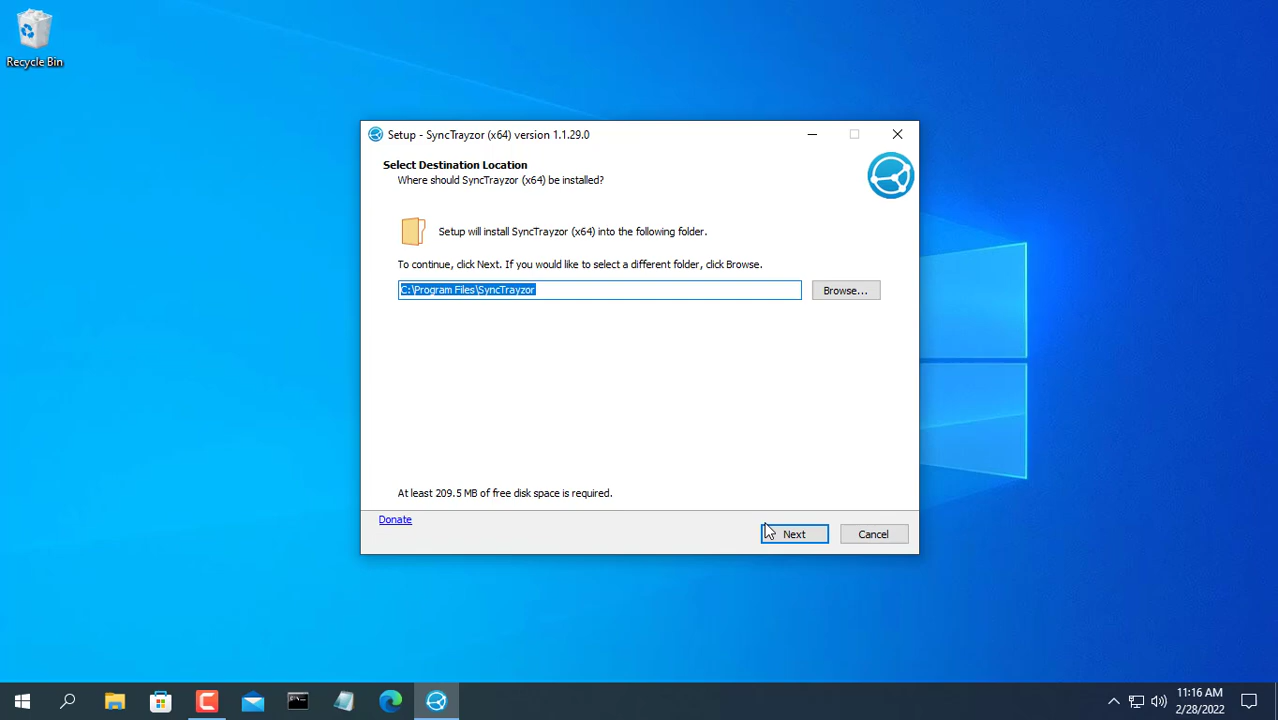 Recycle Bin
Setup - SyncTrayzor (x64) version 1.1.29.0
Select Destination Location
Where should SyncTrayzor (x64) be installed?
Setup will install SyncTrayzor (x64) into the following folder.
To continue, click Next. If you would like to select a different folder, click Browse.
C:\Program Files\SyncTrayzor
Browse...
At least 209.5 MB of free disk space is required.
Donate
Next
Cancel
11:16 AM
2/28/2022